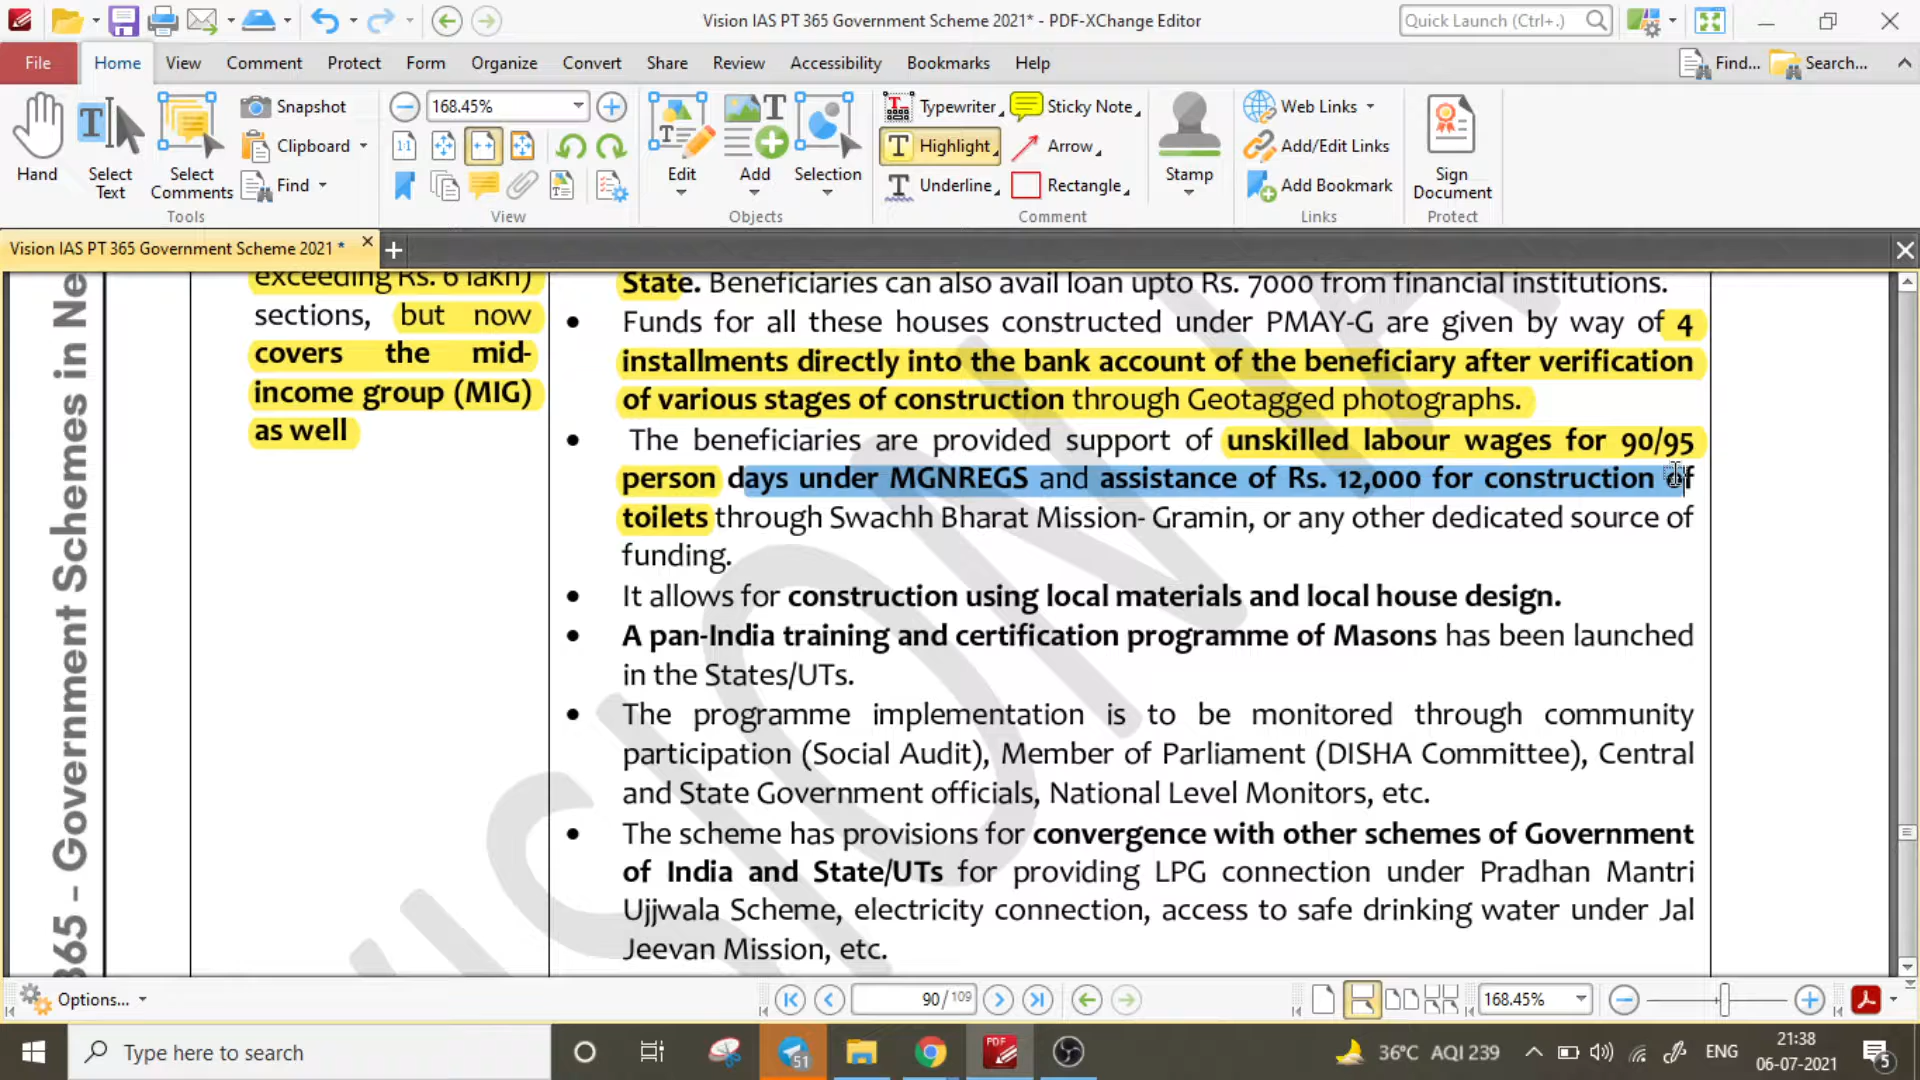 Vision IAS PT 365 Government Scheme 2021* - PDF-XChange Editor
Quick Launch (Ctrl+.)
File
Home
View
Comment
Protect
Form
Organize
Convert
Share
Review
Accessibility
Bookmarks
Help
Find...
Search...
Hand
Select
Text
Select
Comments
Snapshot
Clipboard
Find
Tools
168.45%
1:1
View
Edit
Add
Selection
Objects
Typewriter
Sticky Note
Highlight
Arrow
Underline
Rectangle
Comment
Stamp
Web Links
Add/Edit Links
Add Bookmark
Links
Sign
Document
Protect
Vision IAS PT 365 Government Scheme 2021 *
365 - Government Schemes in Ne
exceeding Rs. 6 lakh)
sections, but now
covers the mid-
income group (MIG)
as well
State. Beneficiaries can also avail loan upto Rs. 7000 from financial institutions.
• Funds for all these houses constructed under PMAY-G are given by way of 4
installments directly into the bank account of the beneficiary after verification
of various stages of construction through Geotagged photographs.
• The beneficiaries are provided support of unskilled labour wages for 90/95
person days under MGNREGS and assistance of Rs. 12,000 for construction of
toilets through Swachh Bharat Mission- Gramin, or any other dedicated source of
funding.
• It allows for construction using local materials and local house design.
• A pan-India training and certification programme of Masons has been launched
in the States/UTs.
• The programme implementation is to be monitored through community
participation (Social Audit), Member of Parliament (DISHA Committee), Central
and State Government officials, National Level Monitors, etc.
• The scheme has provisions for convergence with other schemes of Government
of India and State/UTs for providing LPG connection under Pradhan Mantri
Ujjwala Scheme, electricity connection, access to safe drinking water under Jal
Jeevan Mission, etc.
VISION IA
Options...
90 / 109
168.45%
Type here to search
51
PDF
36°C AQI 239
ENG
21:38
06-07-2021
5